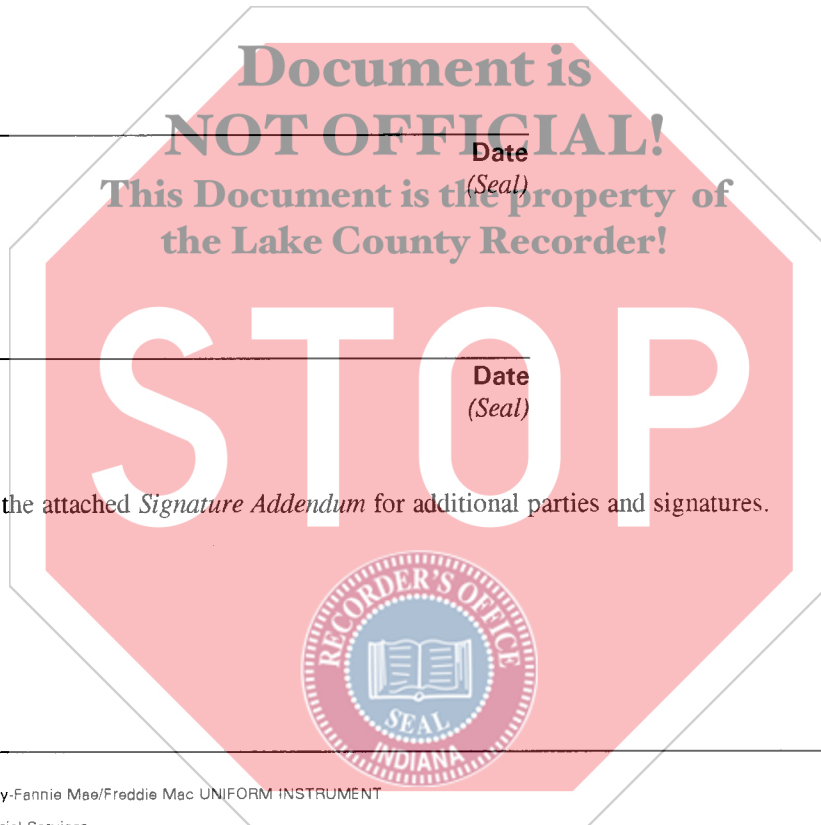 Document is
NOT OFFICIAL!
Date
(Seal)
This Document is the property of
the Lake County Recorder!
STOP
Date
(Seal)
the attached Signature Addendum for additional parties and signatures.
RECORDER'S OFFICE
SEAL
INDIANA
y-Fannie Mae/Freddie Mac UNIFORM INSTRUMENT
cial Services